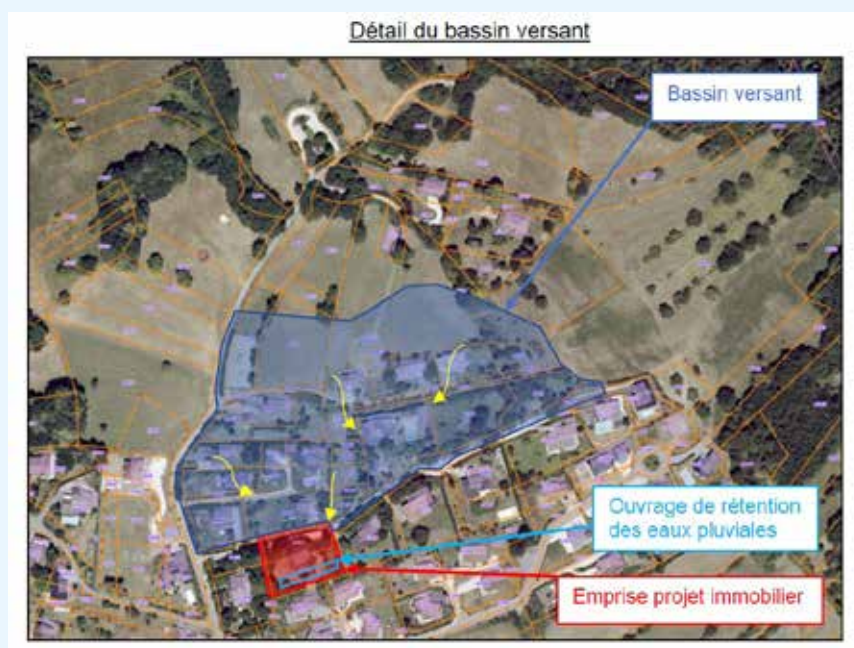 Détail du bassin versant
Bassin versant
Ouvrage de rétention
des eaux pluviales
Emprise projet immobilier